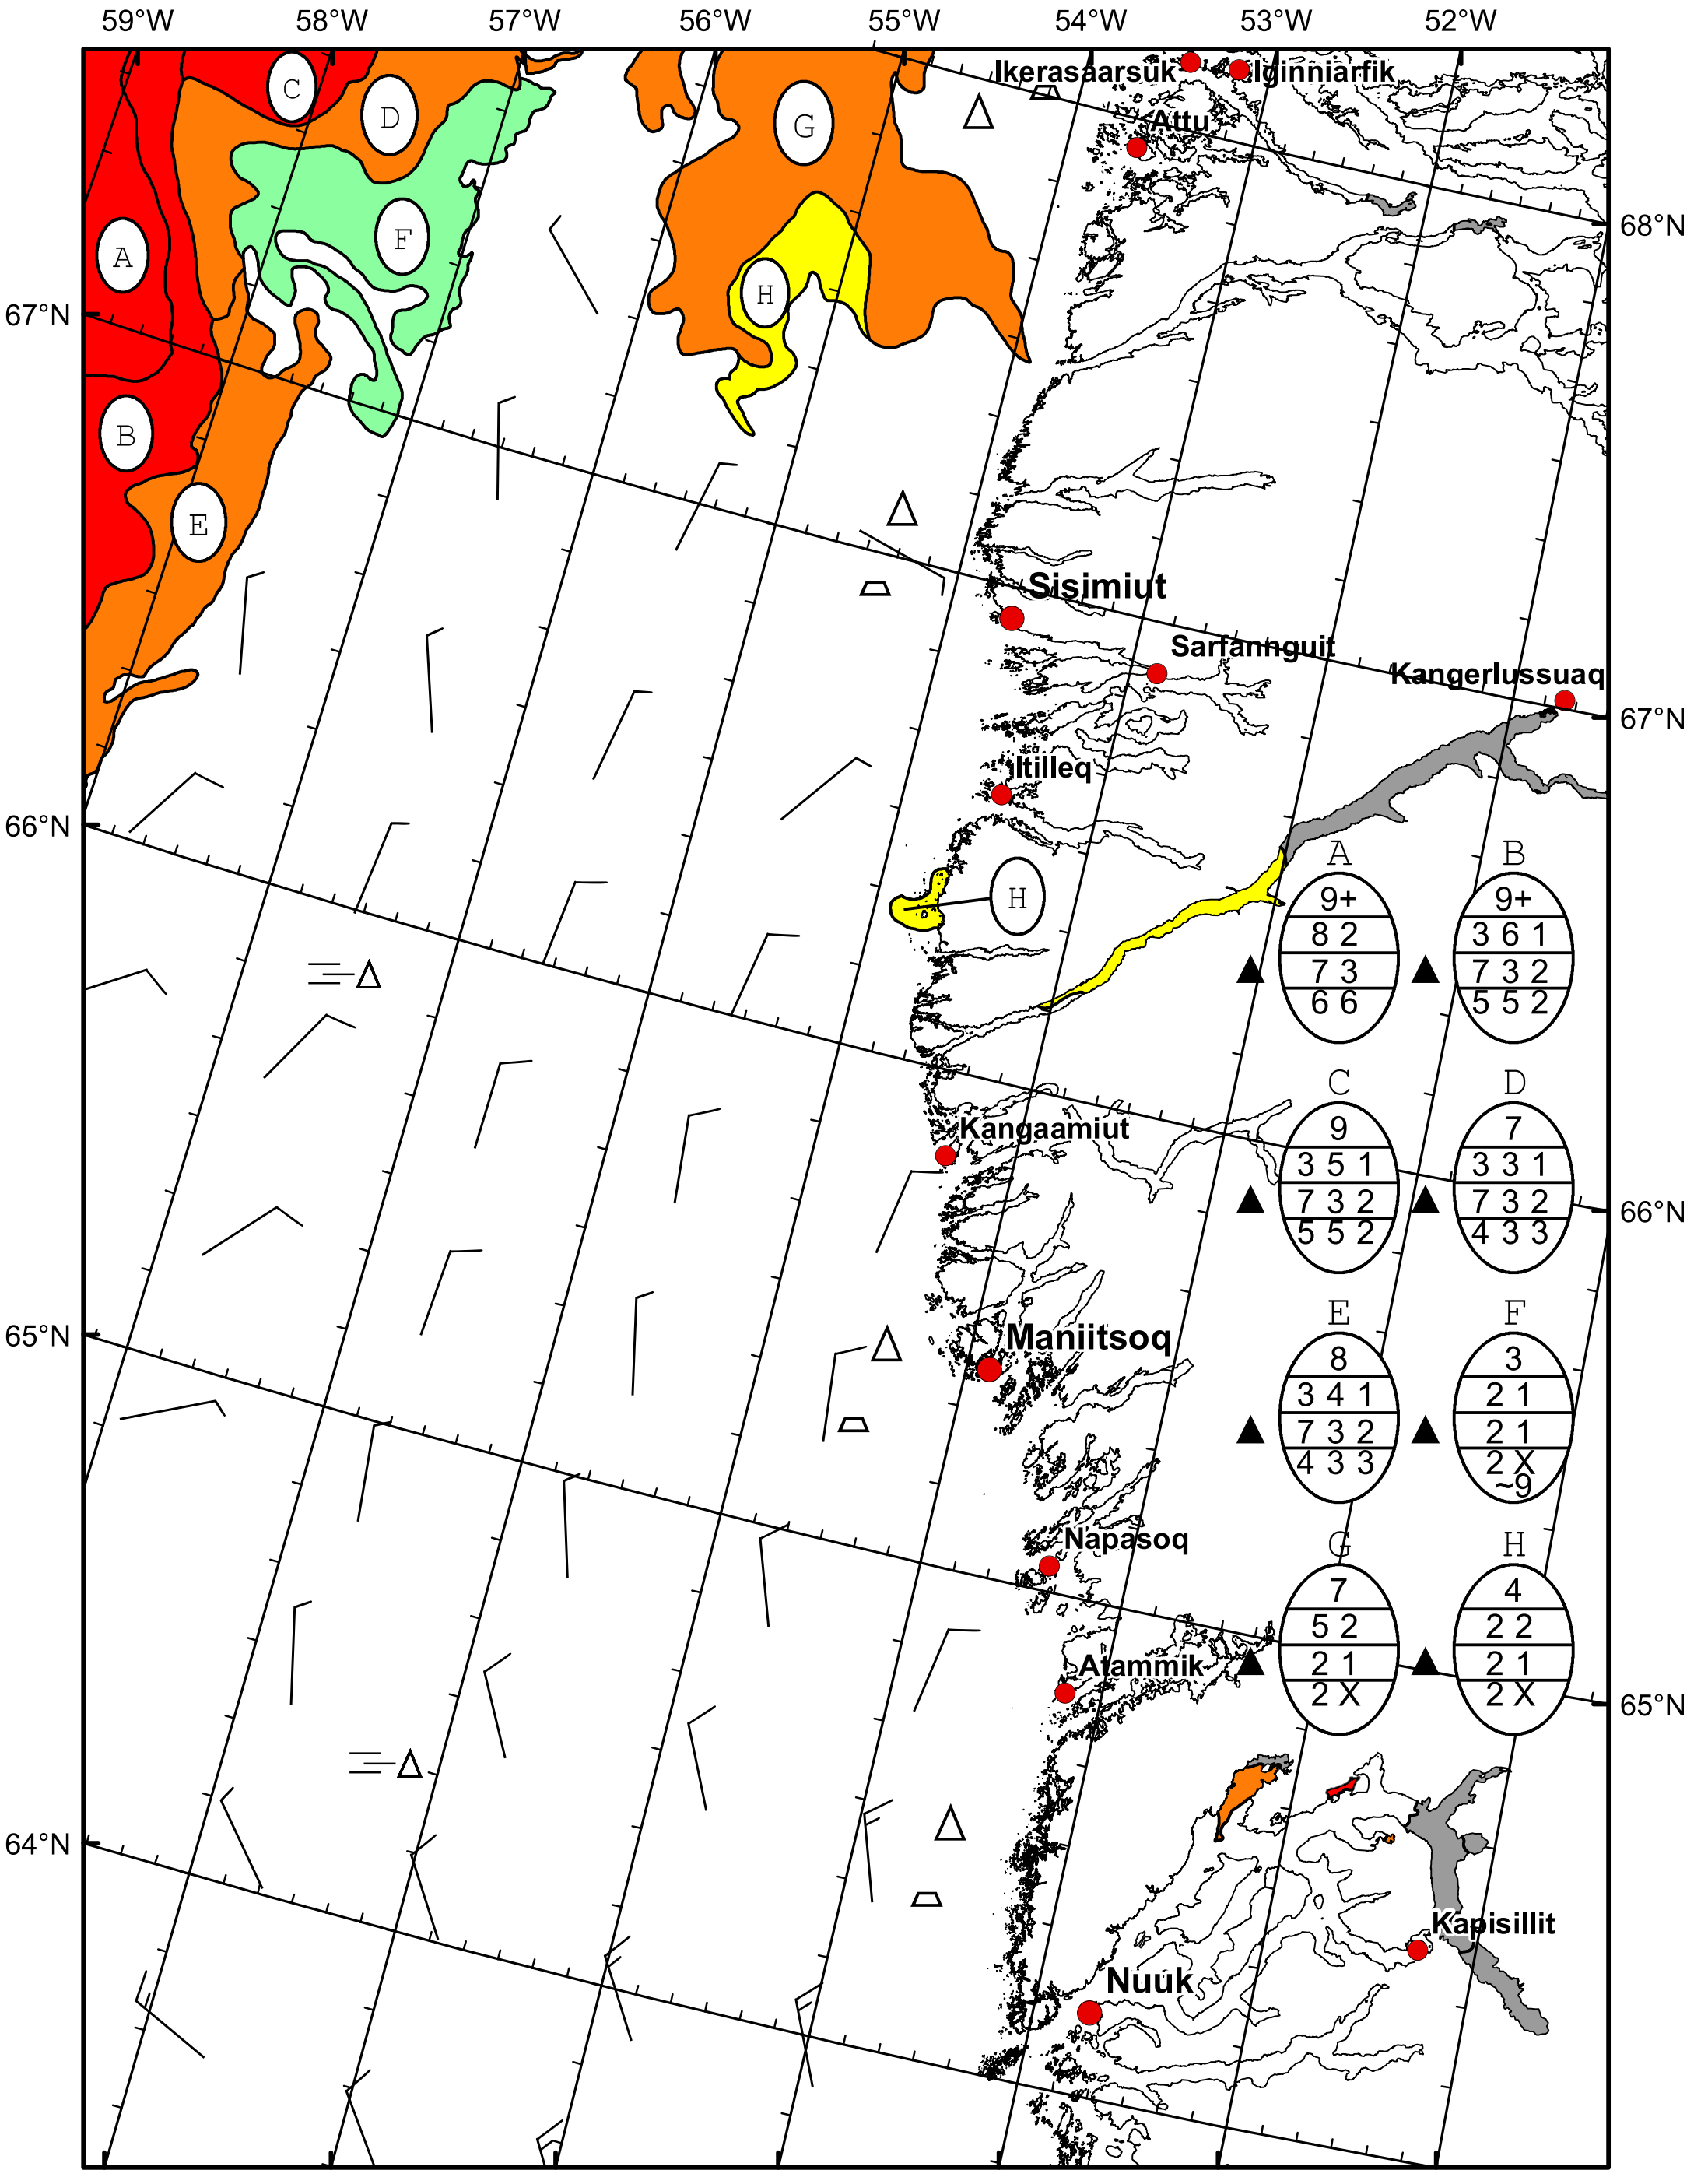 59°W 58°W 57°W 56°W 55°W 54°W 53°W 52°W
Ikerasaarsuk
Iginniarfik
C
D
G
Attu
A
F
68°N
H
67°N
B
E
Sisimiut
Sarfannguit
Kangerlussuaq
67°N
Itilleq
66°N
H
A
9+
8 2
7 3
6 6
B
9+
3 6 1
7 3 2
5 5 2
C
9
3 5 1
7 3 2
5 5 2
D
7
3 3 1
7 3 2
4 3 3
Kangaamiut
66°N
65°N
Maniitsoq
E
8
3 4 1
7 3 2
4 3 3
F
3
2 1
2 1
2 X
~9
Napasoq
G
7
5 2
2 1
2 X
H
4
2 2
2 1
2 X
Atammik
65°N
64°N
Kapisillit
Nuuk